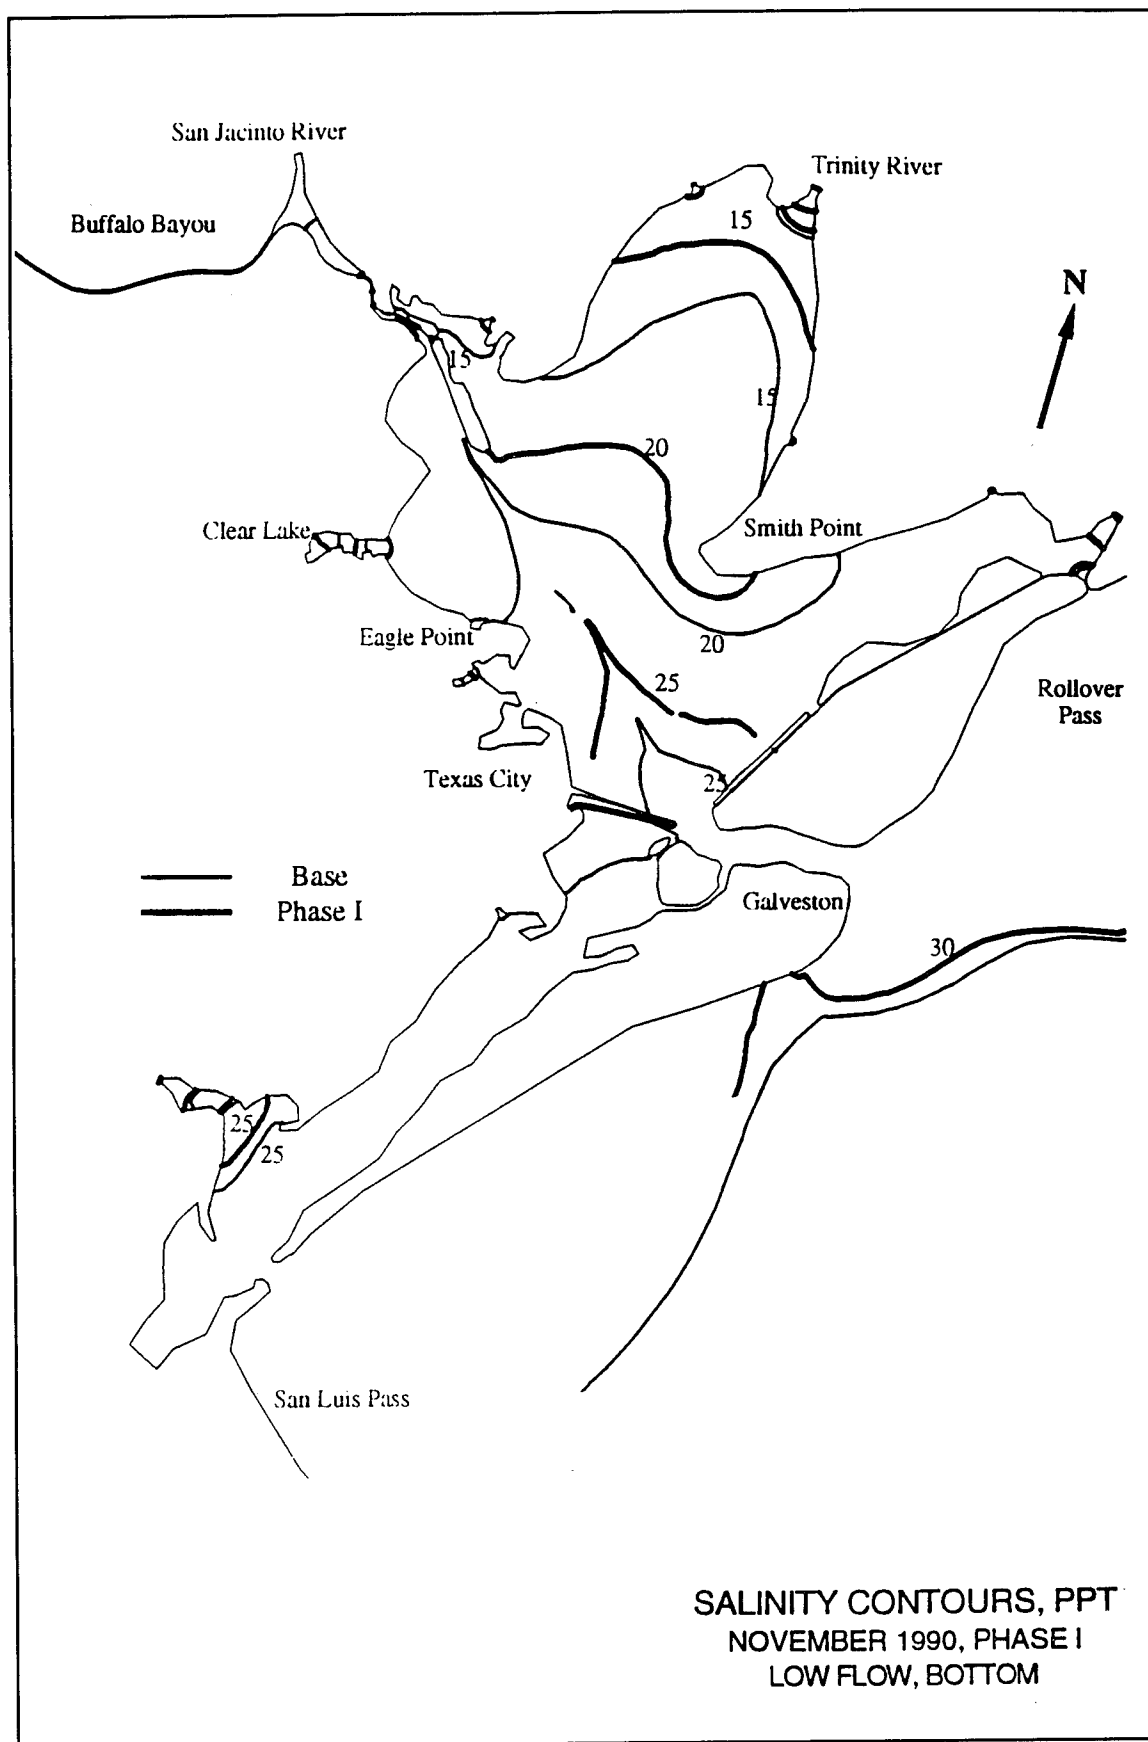 San Jacinto River
Trinity River
Buffalo Bayou
15
N
15
15
20
Clear Lake
Smith Point
Eagle Point
20
25
Rollover
Pass
Texas City
25
Base
Phase I
Galveston
30
25
25
San Luis Pass
SALINITY CONTOURS, PPT
NOVEMBER 1990, PHASE I
LOW FLOW, BOTTOM